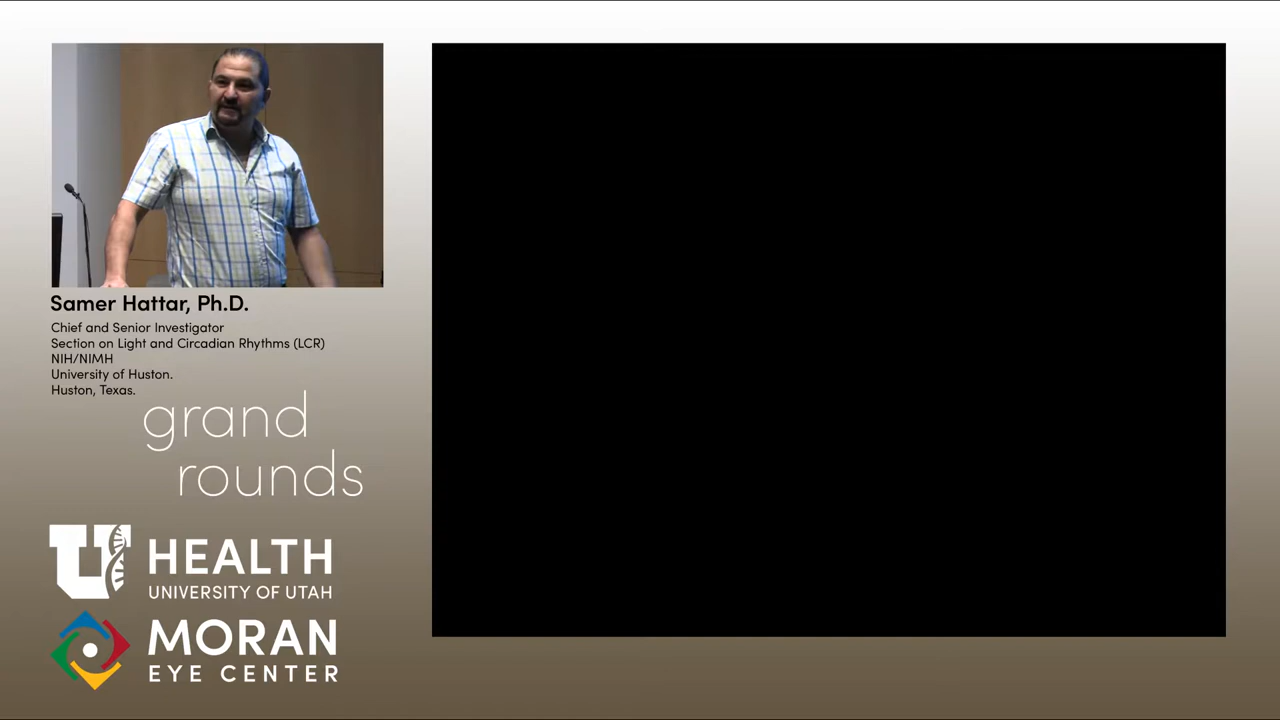 Samer Hattar, Ph.D.
Chief and Senior Investigator
Section on Light and Circadian Rhythms (LCR)
NIH/NIMH
University of Huston.
Huston, Texas.
grand
rounds
U HEALTH
UNIVERSITY OF UTAH
MORAN
EYE CENTER